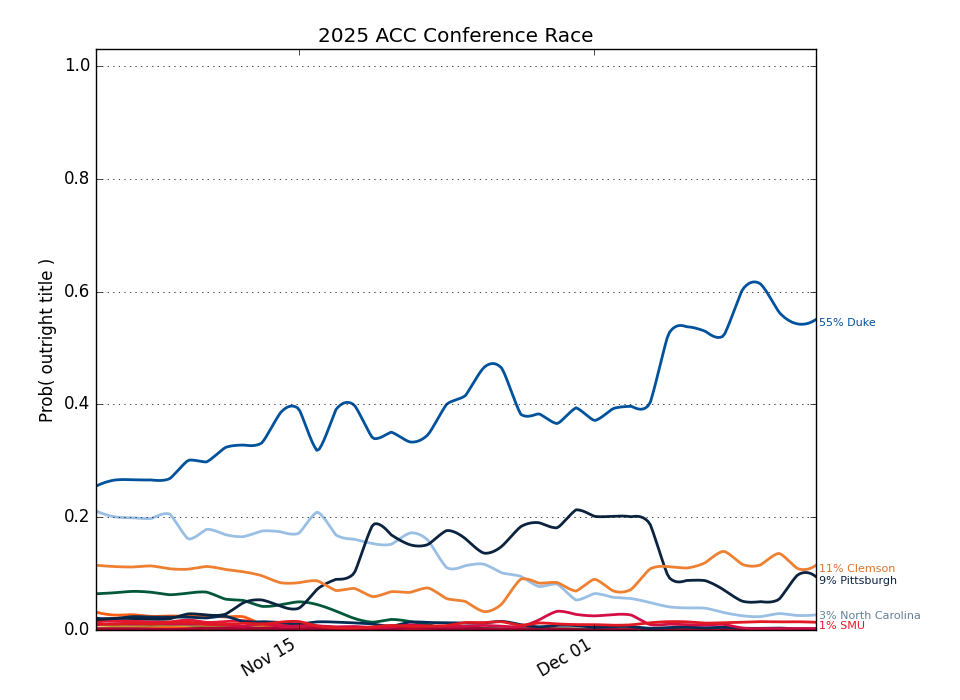 2025 ACC Conference Race
Prob( outright title )
1.0
0.8
0.6
0.4
0.2
0.0
Nov 15
Dec 01
55% Duke
11% Clemson
9% Pittsburgh
3% North Carolina
1% SMU